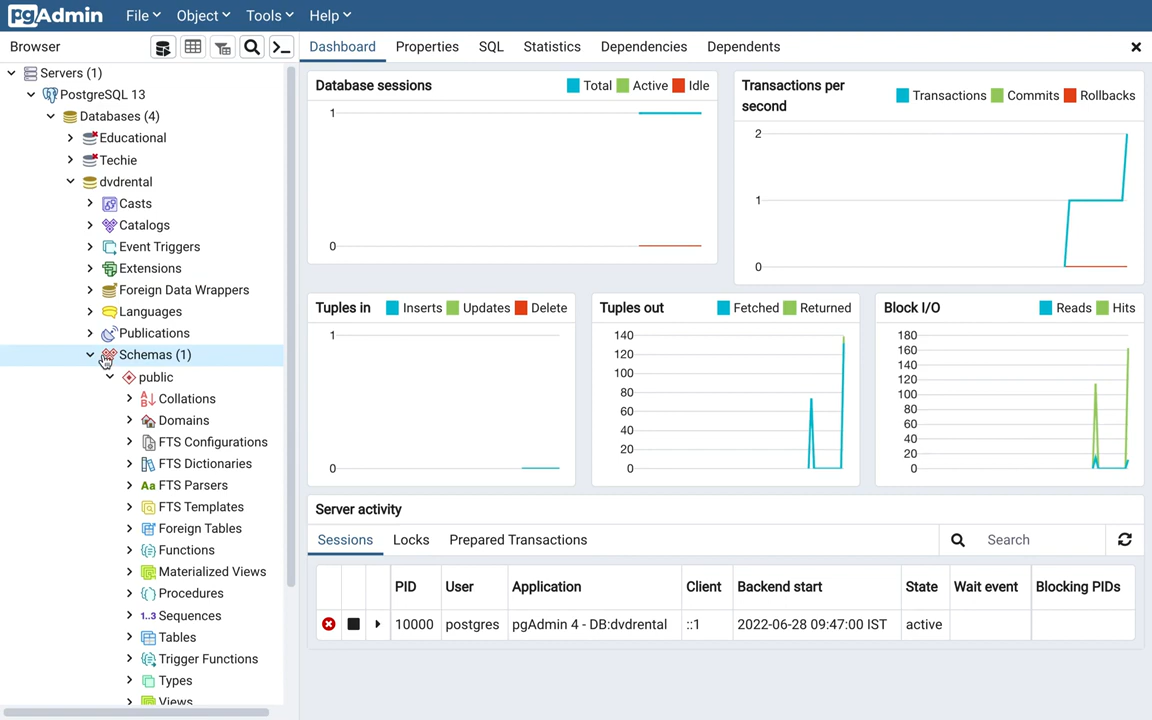 pgAdmin File Object Tools Help
Browser
Dashboard Properties SQL Statistics Dependencies Dependents
Servers (1)
PostgreSQL 13
Databases (4)
Educational
Techie
dvdrental
Casts
Catalogs
Event Triggers
Extensions
Foreign Data Wrappers
Languages
Publications
Schemas (1)
public
Collations
Domains
FTS Configurations
FTS Dictionaries
Aa FTS Parsers
FTS Templates
Foreign Tables
Functions
Materialized Views
Procedures
1..3 Sequences
Tables
Trigger Functions
Types
Views
Database sessions
Total Active Idle
1
0
Transactions per
second
Transactions Commits Rollbacks
2
1
0
Tuples in
Inserts Updates Delete
1
0
Tuples out
Fetched Returned
140
120
100
80
60
40
20
0
Block I/O
Reads Hits
180
160
140
120
100
80
60
40
20
0
Server activity
Sessions Locks Prepared Transactions
Search
PID User Application Client Backend start State Wait event Blocking PIDs
10000 postgres pgAdmin 4 - DB:dvdrental ::1 2022-06-28 09:47:00 IST active